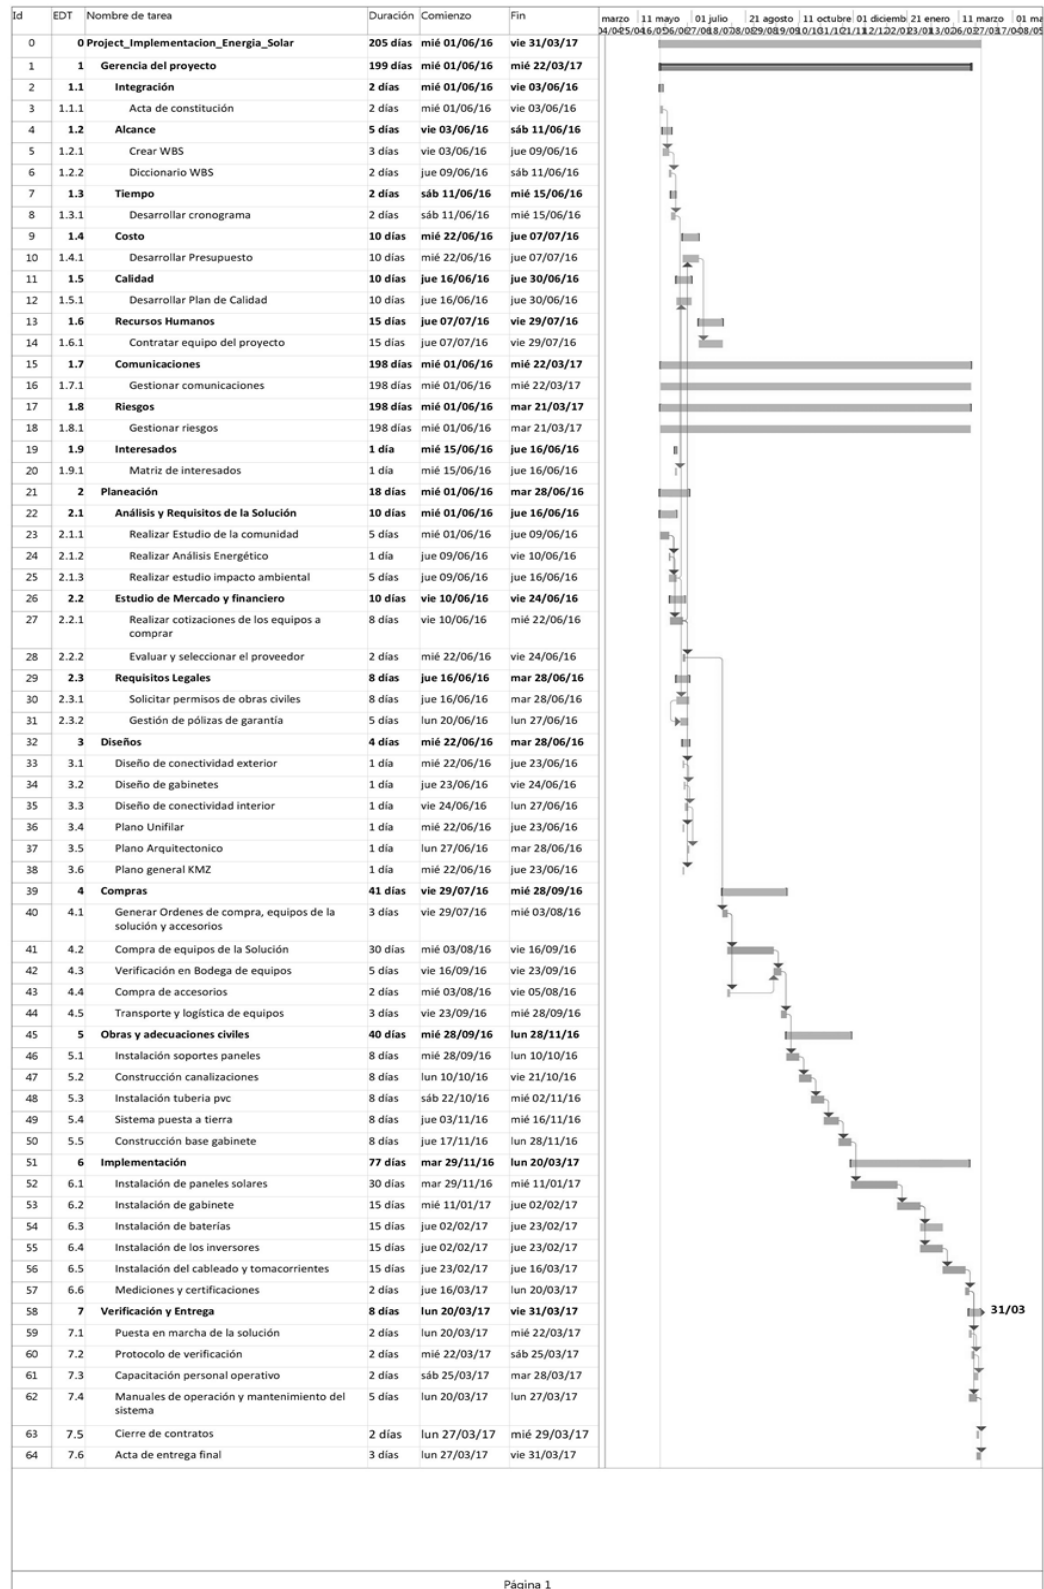 Id EDT Nombre de tarea Duración Comienzo Fin marzo 11 mayo 01 julio 21 agosto 11 octubre 01 diciemb 21 enero 11 marzo 01 ma
0 0 Project_Implementacion_Energia_Solar 205 días mié 01/06/16 vie 31/03/17
1 1 Gerencia del proyecto 199 días mié 01/06/16 mié 22/03/17
2 1.1 Integración 2 días mié 01/06/16 vie 03/06/16
3 1.1.1 Acta de constitución 2 días mié 01/06/16 vie 03/06/16
4 1.2 Alcance 5 días vie 03/06/16 sáb 11/06/16
5 1.2.1 Crear WBS 3 días vie 03/06/16 jue 09/06/16
6 1.2.2 Diccionario WBS 2 días jue 09/06/16 sáb 11/06/16
7 1.3 Tiempo 2 días sáb 11/06/16 mié 15/06/16
8 1.3.1 Desarrollar cronograma 2 días sáb 11/06/16 mié 15/06/16
9 1.4 Costo 10 días mié 22/06/16 jue 07/07/16
10 1.4.1 Desarrollar Presupuesto 10 días mié 22/06/16 jue 07/07/16
11 1.5 Calidad 10 días jue 16/06/16 jue 30/06/16
12 1.5.1 Desarrollar Plan de Calidad 10 días jue 16/06/16 jue 30/06/16
13 1.6 Recursos Humanos 15 días jue 07/07/16 vie 29/07/16
14 1.6.1 Contratar equipo del proyecto 15 días jue 07/07/16 vie 29/07/16
15 1.7 Comunicaciones 198 días mié 01/06/16 mié 22/03/17
16 1.7.1 Gestionar comunicaciones 198 días mié 01/06/16 mié 22/03/17
17 1.8 Riesgos 198 días mié 01/06/16 mar 21/03/17
18 1.8.1 Gestionar riesgos 198 días mié 01/06/16 mar 21/03/17
19 1.9 Interesados 1 día mié 15/06/16 jue 16/06/16
20 1.9.1 Matriz de interesados 1 día mié 15/06/16 jue 16/06/16
21 2 Planeación 18 días mié 01/06/16 mar 28/06/16
22 2.1 Análisis y Requisitos de la Solución 10 días mié 01/06/16 jue 16/06/16
23 2.1.1 Realizar Estudio de la comunidad 5 días mié 01/06/16 jue 09/06/16
24 2.1.2 Realizar Análisis Energético 1 día jue 09/06/16 vie 10/06/16
25 2.1.3 Realizar estudio impacto ambiental 5 días jue 09/06/16 jue 16/06/16
26 2.2 Estudio de Mercado y financiero 10 días vie 10/06/16 vie 24/06/16
27 2.2.1 Realizar cotizaciones de los equipos a 8 días vie 10/06/16 mié 22/06/16
comprar
28 2.2.2 Evaluar y seleccionar el proveedor 2 días mié 22/06/16 vie 24/06/16
29 2.3 Requisitos Legales 8 días jue 16/06/16 mar 28/06/16
30 2.3.1 Solicitar permisos de obras civiles 8 días jue 16/06/16 mar 28/06/16
31 2.3.2 Gestión de pólizas de garantía 5 días lun 20/06/16 lun 27/06/16
32 3 Diseños 4 días mié 22/06/16 mar 28/06/16
33 3.1 Diseño de conectividad exterior 1 día mié 22/06/16 jue 23/06/16
34 3.2 Diseño de gabinetes 1 día jue 23/06/16 vie 24/06/16
35 3.3 Diseño de conectividad interior 1 día vie 24/06/16 lun 27/06/16
36 3.4 Plano Unifilar 1 día mié 22/06/16 jue 23/06/16
37 3.5 Plano Arquitectonico 1 día lun 27/06/16 mar 28/06/16
38 3.6 Plano general KMZ 1 día mié 22/06/16 jue 23/06/16
39 4 Compras 41 días vie 29/07/16 mié 28/09/16
40 4.1 Generar Ordenes de compra, equipos de la 3 días vie 29/07/16 mié 03/08/16
solución y accesorios
41 4.2 Compra de equipos de la Solución 30 días mié 03/08/16 vie 16/09/16
42 4.3 Verificación en Bodega de equipos 5 días vie 16/09/16 vie 23/09/16
43 4.4 Compra de accesorios 2 días mié 03/08/16 vie 05/08/16
44 4.5 Transporte y logística de equipos 3 días vie 23/09/16 mié 28/09/16
45 5 Obras y adecuaciones civiles 40 días mié 28/09/16 lun 28/11/16
46 5.1 Instalación soportes paneles 8 días mié 28/09/16 lun 10/10/16
47 5.2 Construcción canalizaciones 8 días lun 10/10/16 vie 21/10/16
48 5.3 Instalación tuberia pvc 8 días sáb 22/10/16 mié 02/11/16
49 5.4 Sistema puesta a tierra 8 días jue 03/11/16 mié 16/11/16
50 5.5 Construcción base gabinete 8 días jue 17/11/16 lun 28/11/16
51 6 Implementación 77 días mar 29/11/16 lun 20/03/17
52 6.1 Instalación de paneles solares 30 días mar 29/11/16 mié 11/01/17
53 6.2 Instalación de gabinete 15 días mié 11/01/17 jue 02/02/17
54 6.3 Instalación de baterías 15 días jue 02/02/17 jue 23/02/17
55 6.4 Instalación de los inversores 15 días jue 02/02/17 jue 23/02/17
56 6.5 Instalación del cableado y tomacorrientes 15 días jue 23/02/17 jue 16/03/17
57 6.6 Mediciones y certificaciones 2 días jue 16/03/17 lun 20/03/17
58 7 Verificación y Entrega 8 días lun 20/03/17 vie 31/03/17 31/03
59 7.1 Puesta en marcha de la solución 2 días lun 20/03/17 mié 22/03/17
60 7.2 Protocolo de verificación 2 días mié 22/03/17 sáb 25/03/17
61 7.3 Capacitación personal operativo 2 días sáb 25/03/17 mar 28/03/17
62 7.4 Manuales de operación y mantenimiento del 5 días lun 20/03/17 lun 27/03/17
sistema
63 7.5 Cierre de contratos 2 días lun 27/03/17 mié 29/03/17
64 7.6 Acta de entrega final 3 días lun 27/03/17 vie 31/03/17
Página 1